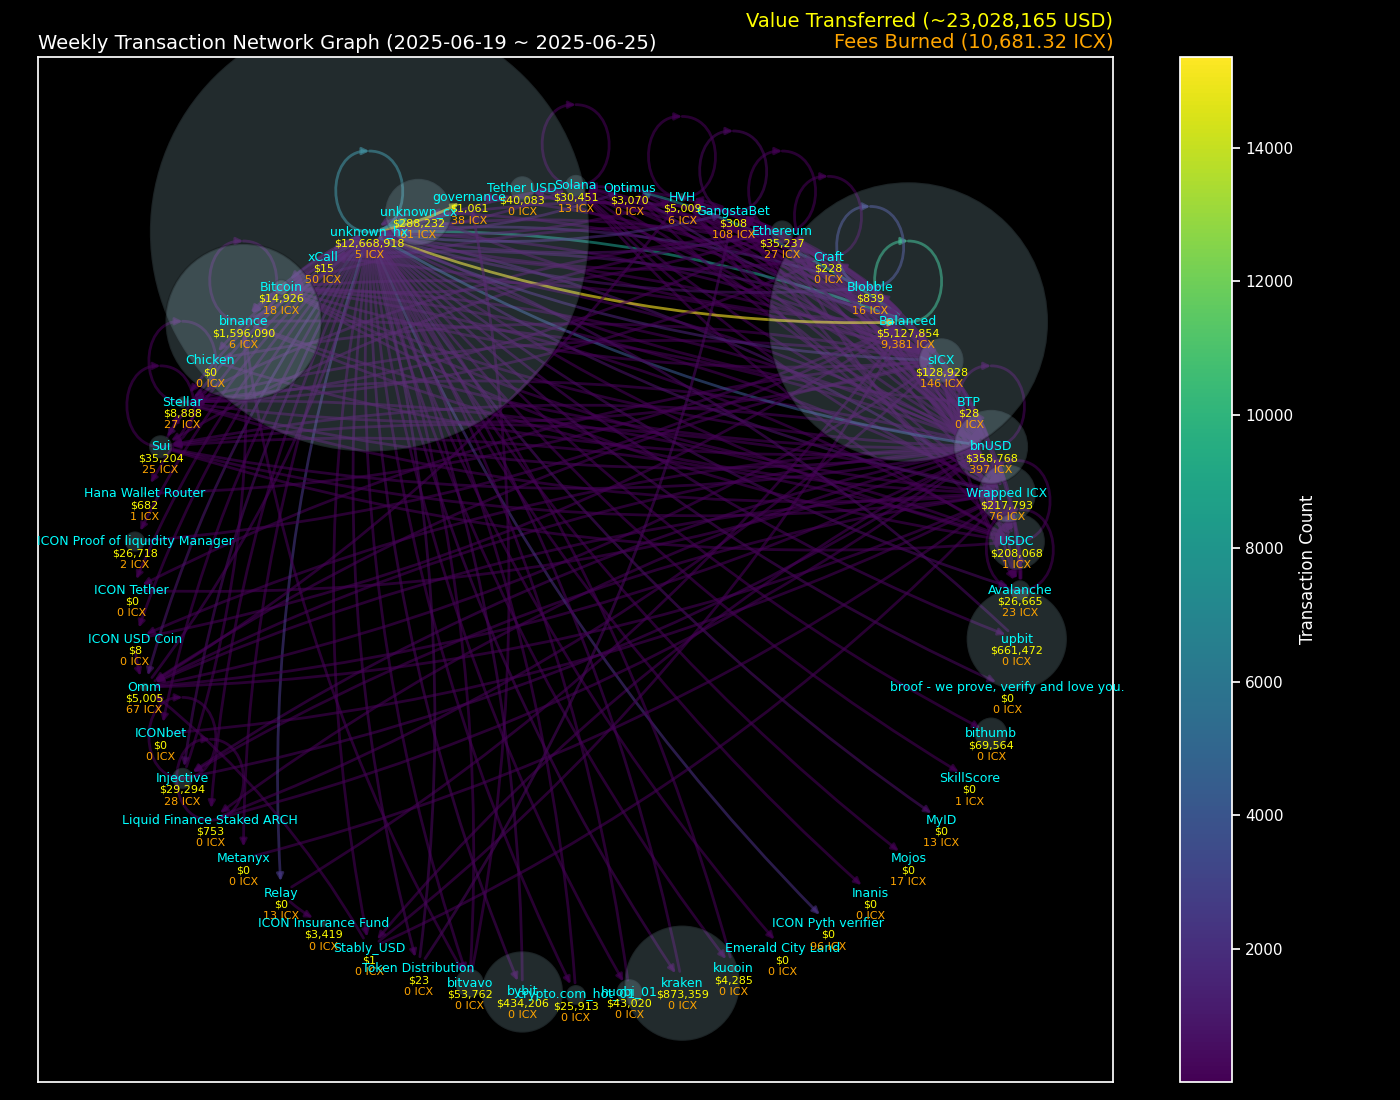 Value Transferred (~23,028,165 USD)
Weekly Transaction Network Graph (2025-06-19 ~ 2025-06-25)
Fees Burned (10,681.32 ICX)
governance
$1,061
38 ICX
Tether USD
$40,083
0 ICX
Solana
$30,451
13 ICX
Optimus
$3,070
0 ICX
HVH
$5,009
6 ICX
GangstaBet
$308
108 ICX
Ethereum
$35,237
27 ICX
Craft
$228
0 ICX
Blobble
$839
16 ICX
Balanced
$5,127,854
9,381 ICX
sICX
$128,928
146 ICX
BTP
$28
0 ICX
bnUSD
$358,768
397 ICX
Wrapped ICX
$217,793
76 ICX
USDC
$208,068
1 ICX
Avalanche
$26,665
23 ICX
upbit
$661,472
0 ICX
broof - we prove, verify and love you.
$0
0 ICX
bithumb
$69,564
0 ICX
SkillScore
$0
1 ICX
MyID
$0
13 ICX
Mojos
$0
17 ICX
Inanis
$0
0 ICX
ICON Pyth verifier
$0
ICX
Emerald City Land
$0
0 ICX
kucoin
$4,285
0 ICX
kraken
$873,359
0 ICX
huobi_01
$43,020
0 ICX
crypto.com_hot_01
$25,913
0 ICX
bybit
$434,206
0 ICX
bitvavo
$53,762
0 ICX
Token Distribution
$23
0 ICX
Stably_USD
$1
0 ICX
ICON Insurance Fund
$3,419
0 ICX
Relay
$0
13 ICX
Metanyx
$0
0 ICX
Liquid Finance Staked ARCH
$753
0 ICX
Injective
$29,294
28 ICX
ICONbet
$0
0 ICX
Omm
$5,005
67 ICX
ICON USD Coin
$8
0 ICX
ICON Tether
$0
0 ICX
ICON Proof of liquidity Manager
$26,718
2 ICX
Hana Wallet Router
$682
1 ICX
Sui
$35,204
25 ICX
Stellar
$8,888
27 ICX
Chicken
$0
0 ICX
binance
$1,596,090
6 ICX
Bitcoin
$14,926
18 ICX
xCall
$15
50 ICX
unknown_hx
$12,668,918
5 ICX
unknown_cx
$288,232
ICX
14000
12000
10000
8000
6000
4000
2000
Transaction Count